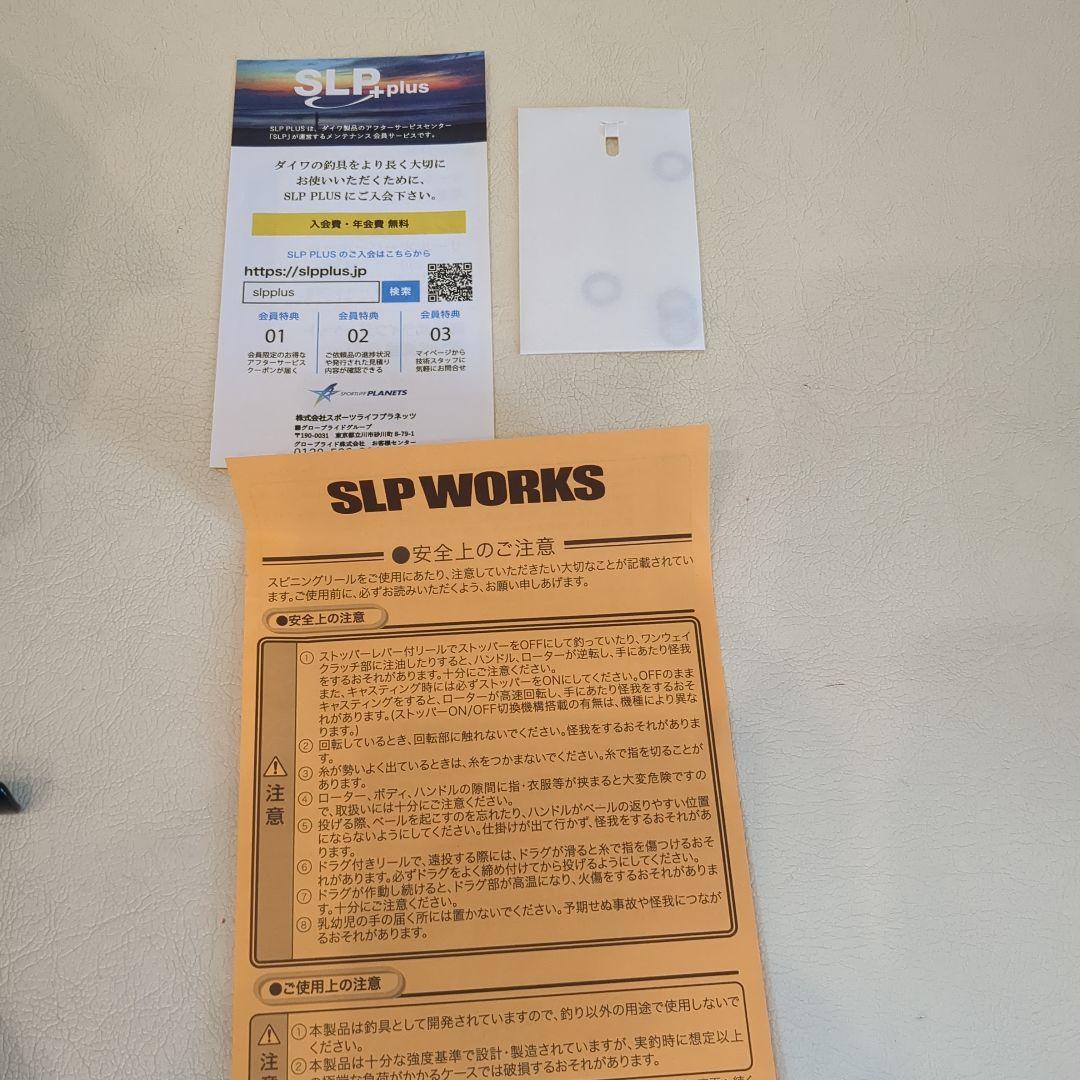 SLP+plus
SLP PLUS は、ダイワ製品のアフターサービスセンター
「SLP」が運営するメンテナンス会員サービスです。
ダイワの釣具をより長く大切に
お使いいただくために、
SLP PLUS にご入会下さい。
入会費・年会費 無料
SLP PLUS のご入会はこちらから
https://slpplus.jp
slpplus 検索
会員特典 01
会員限定のお得な
アフターサービス
クーポンが届く
会員特典 02
ご依頼品の進捗状況
や発行された見積り
内容が確認できる
会員特典 03
マイページから
技術スタッフに
気軽にお問合せ
SPORTLIFE PLANETS
株式会社スポーツライフプラネッツ
■グローブライドグループ
〒190-0031 東京都立川市砂川町 8-79-1
グローブライド株式会社 お客様センター
SLP WORKS
●安全上のご注意
スピニングリールをご使用にあたり、注意していただきたい大切なことが記載されてい
ます。ご使用前に、必ずお読みいただくよう、お願い申しあげます。
●安全上の注意
注意
① ストッパーレバー付リールでストッパーをOFFにして釣っていたり、ワンウェイ
クラッチ部に注油したりすると、ハンドル、ローターが逆転し、手にあたり怪我
をするおそれがあります。十分にご注意ください。
また、キャスティング時には必ずストッパーをONにしてください。OFFのまま
キャスティングをすると、ローターが高速回転し、手にあたり怪我をするおそ
れがあります。(ストッパーON/OFF切換機構搭載の有無は、機種により異な
ります。)
② 回転しているとき、回転部に触れないでください。怪我をするおそれがありま
す。
③ 糸が勢いよく出ているときは、糸をつかまないでください。糸で指を切ることが
あります。
④ ローター、ボディ、ハンドルの隙間に指・衣服等が挟まると大変危険ですの
で、取扱いには十分にご注意ください。
⑤ 投げる際、ベールを起こすのを忘れたり、ハンドルがベールの返りやすい位置
にならないようにしてください。仕掛けが出て行かず、怪我をするおそれがあ
ります。
⑥ ドラグ付きリールで、遠投する際には、ドラグが滑ると糸で指を傷つけるおそ
れがあります。必ずドラグをよく締め付けてから投げるようにしてください。
⑦ ドラグが作動し続けると、ドラグ部が高温になり、火傷をするおそれがありま
す。十分にご注意ください。
⑧ 乳幼児の手の届く所には置かないでください。予期せぬ事故や怪我につなが
るおそれがあります。
●ご使用上の注意
注意
① 本製品は釣具として開発されていますので、釣り以外の用途で使用しないで
ください。
② 本製品は十分な強度基準で設計・製造されていますが、実釣時に想定以上
の極端な負荷がかかるケースでは破損するおそれがあります。